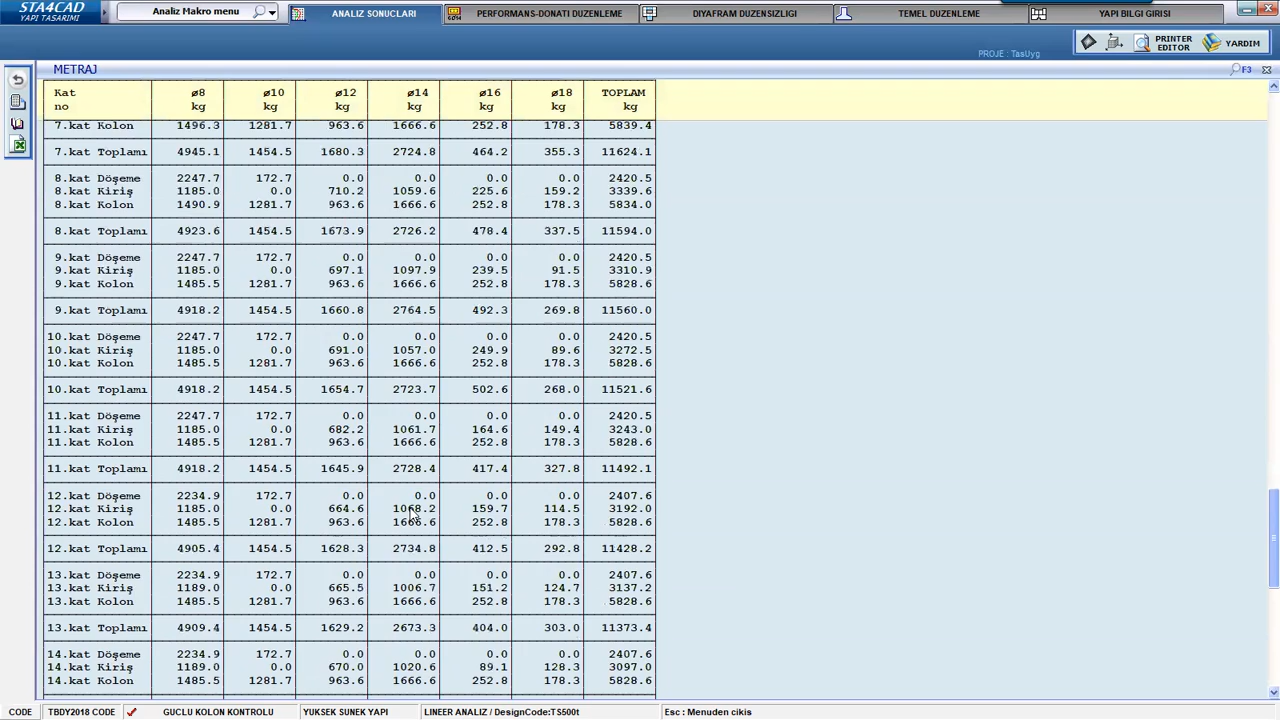 STA4CAD
YAPI TASARIMI
Analiz Makro menu
ANALIZ SONUCLARI
PERFORMANS-DONATI DUZENLEME
DIYAFRAM DUZENSIZLIGI
TEMEL DUZENLEME
YAPI BILGI GIRISI
PROJE : TasUyg
PRINTER EDITOR
YARDIM
METRAJ
F3
Kat no ø8 kg ø10 kg ø12 kg ø14 kg ø16 kg ø18 kg TOPLAM kg
7.kat Kolon 1496.3 1281.7 963.6 1666.6 252.8 178.3 5839.4
7.kat Toplamı 4945.1 1454.5 1680.3 2724.8 464.2 355.3 11624.1
8.kat Döşeme 2247.7 172.7 0.0 0.0 0.0 0.0 2420.5
8.kat Kiriş 1185.0 0.0 710.2 1059.6 225.6 159.2 3339.6
8.kat Kolon 1490.9 1281.7 963.6 1666.6 252.8 178.3 5834.0
8.kat Toplamı 4923.6 1454.5 1673.9 2726.2 478.4 337.5 11594.0
9.kat Döşeme 2247.7 172.7 0.0 0.0 0.0 0.0 2420.5
9.kat Kiriş 1185.0 0.0 697.1 1097.9 239.5 91.5 3310.9
9.kat Kolon 1485.5 1281.7 963.6 1666.6 252.8 178.3 5828.6
9.kat Toplamı 4918.2 1454.5 1660.8 2764.5 492.3 269.8 11560.0
10.kat Döşeme 2247.7 172.7 0.0 0.0 0.0 0.0 2420.5
10.kat Kiriş 1185.0 0.0 691.0 1057.0 249.9 89.6 3272.5
10.kat Kolon 1485.5 1281.7 963.6 1666.6 252.8 178.3 5828.6
10.kat Toplamı 4918.2 1454.5 1654.7 2723.7 502.6 268.0 11521.6
11.kat Döşeme 2247.7 172.7 0.0 0.0 0.0 0.0 2420.5
11.kat Kiriş 1185.0 0.0 682.2 1061.7 164.6 149.4 3243.0
11.kat Kolon 1485.5 1281.7 963.6 1666.6 252.8 178.3 5828.6
11.kat Toplamı 4918.2 1454.5 1645.9 2728.4 417.4 327.8 11492.1
12.kat Döşeme 2234.9 172.7 0.0 0.0 0.0 0.0 2407.6
12.kat Kiriş 1185.0 0.0 664.6 1068.2 159.7 114.5 3192.0
12.kat Kolon 1485.5 1281.7 963.6 1666.6 252.8 178.3 5828.6
12.kat Toplamı 4905.4 1454.5 1628.3 2734.8 412.5 292.8 11428.2
13.kat Döşeme 2234.9 172.7 0.0 0.0 0.0 0.0 2407.6
13.kat Kiriş 1189.0 0.0 665.5 1006.7 151.2 124.7 3137.2
13.kat Kolon 1485.5 1281.7 963.6 1666.6 252.8 178.3 5828.6
13.kat Toplamı 4909.4 1454.5 1629.2 2673.3 404.0 303.0 11373.4
14.kat Döşeme 2234.9 172.7 0.0 0.0 0.0 0.0 2407.6
14.kat Kiriş 1189.0 0.0 670.0 1020.6 89.1 128.3 3097.0
14.kat Kolon 1485.5 1281.7 963.6 1666.6 252.8 178.3 5828.6
CODE TBDY2018 CODE GUCLU KOLON KONTROLU YUKSEK SUNEK YAPI LINEER ANALIZ / DesignCode:TS500t Esc : Menuden cikis